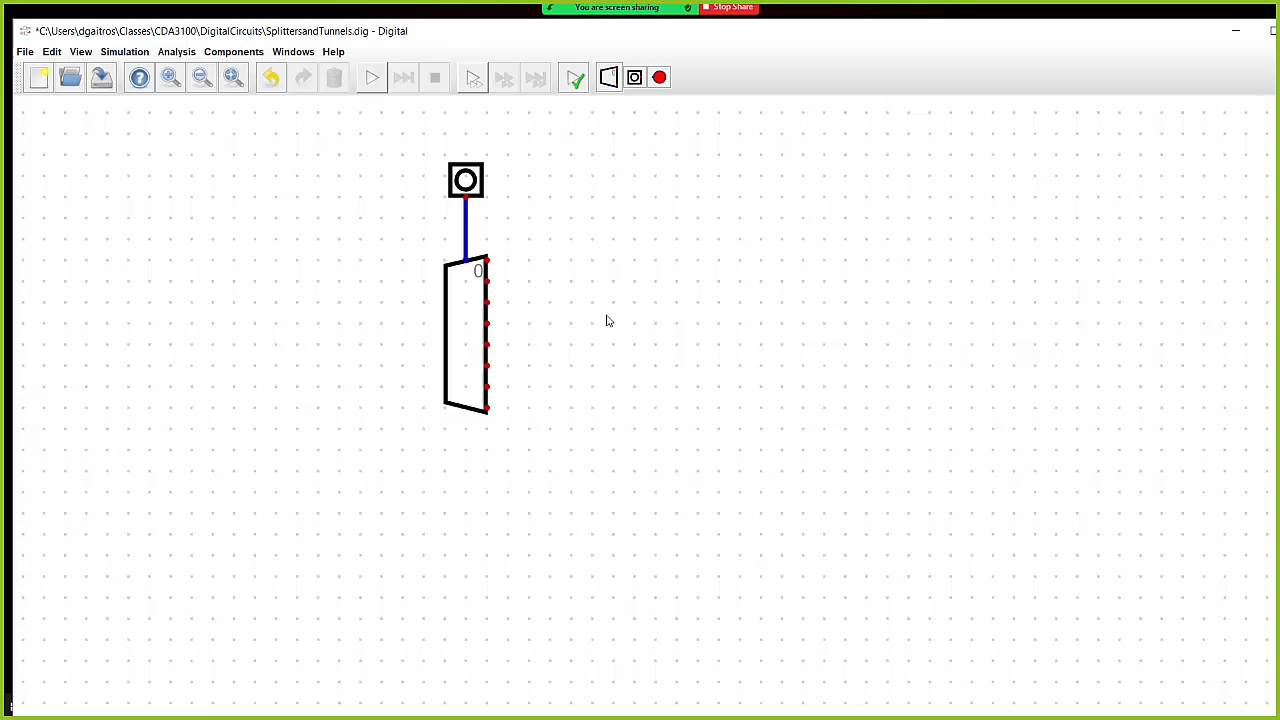 You are screen sharing
Stop Share
*C:\Users\dgaitros\Classes\CDA3100\DigitalCircuits\SplittersandTunnels.dig - Digital
File Edit View Simulation Analysis Components Windows Help
0